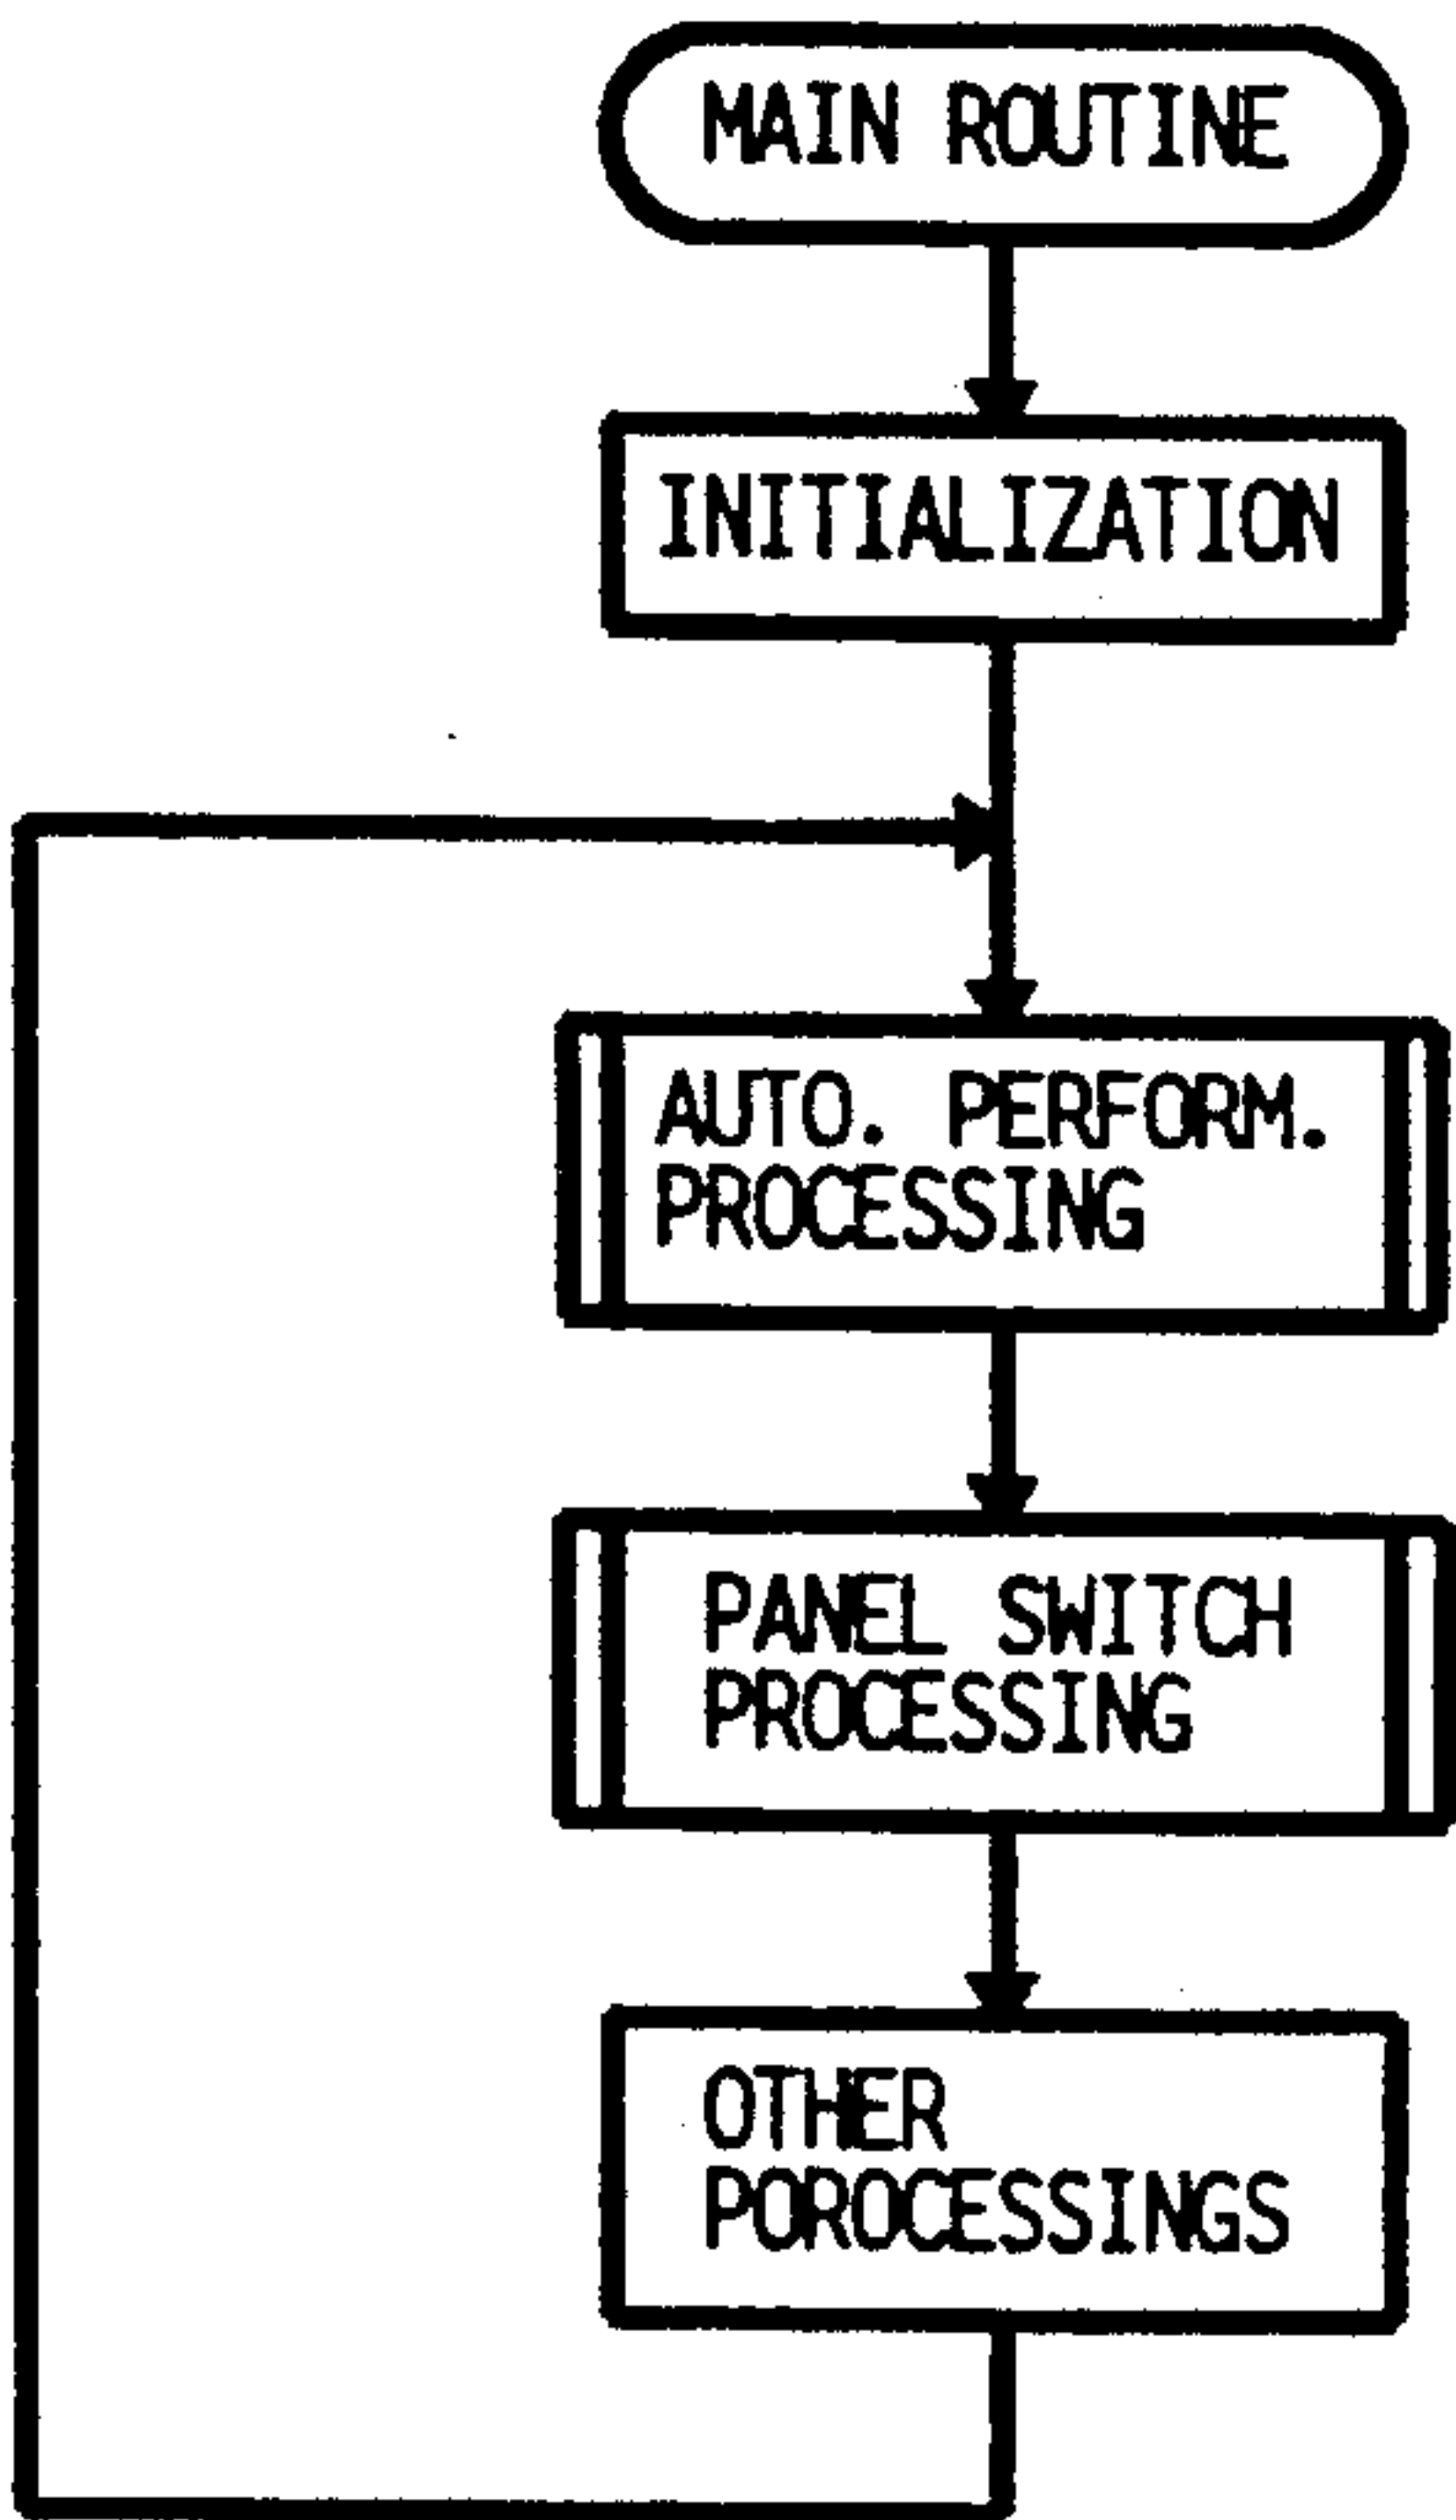 MAIN ROUTINE
INITIALIZATION
AUTO. PERFORM.
PROCESSING
PANEL SWITCH
PROCESSING
OTHER
POROCESSINGS